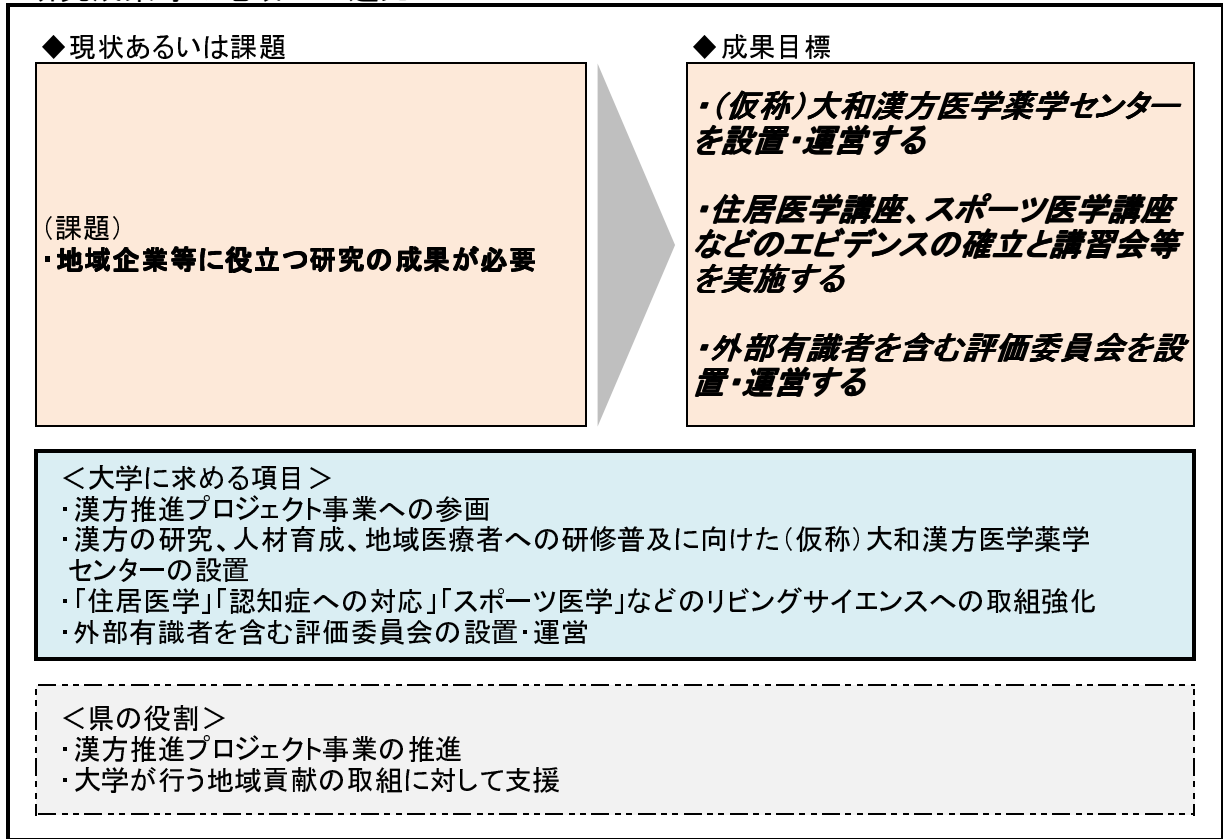 ◆現状あるいは課題
(課題)
・地域企業等に役立つ研究の成果が必要
◆成果目標
・(仮称)大和漢方医学薬学センター
を設置・運営する
・住居医学講座、スポーツ医学講座
などのエビデンスの確立と講習会等
を実施する
・外部有識者を含む評価委員会を設
置・運営する
<大学に求める項目>
・漢方推進プロジェクト事業への参画
・漢方の研究、人材育成、地域医療者への研修普及に向けた(仮称)大和漢方医学薬学
センターの設置
・「住居医学」「認知症への対応」「スポーツ医学」などのリビングサイエンスへの取組強化
・外部有識者を含む評価委員会の設置・運営
<県の役割>
・漢方推進プロジェクト事業の推進
・大学が行う地域貢献の取組に対して支援